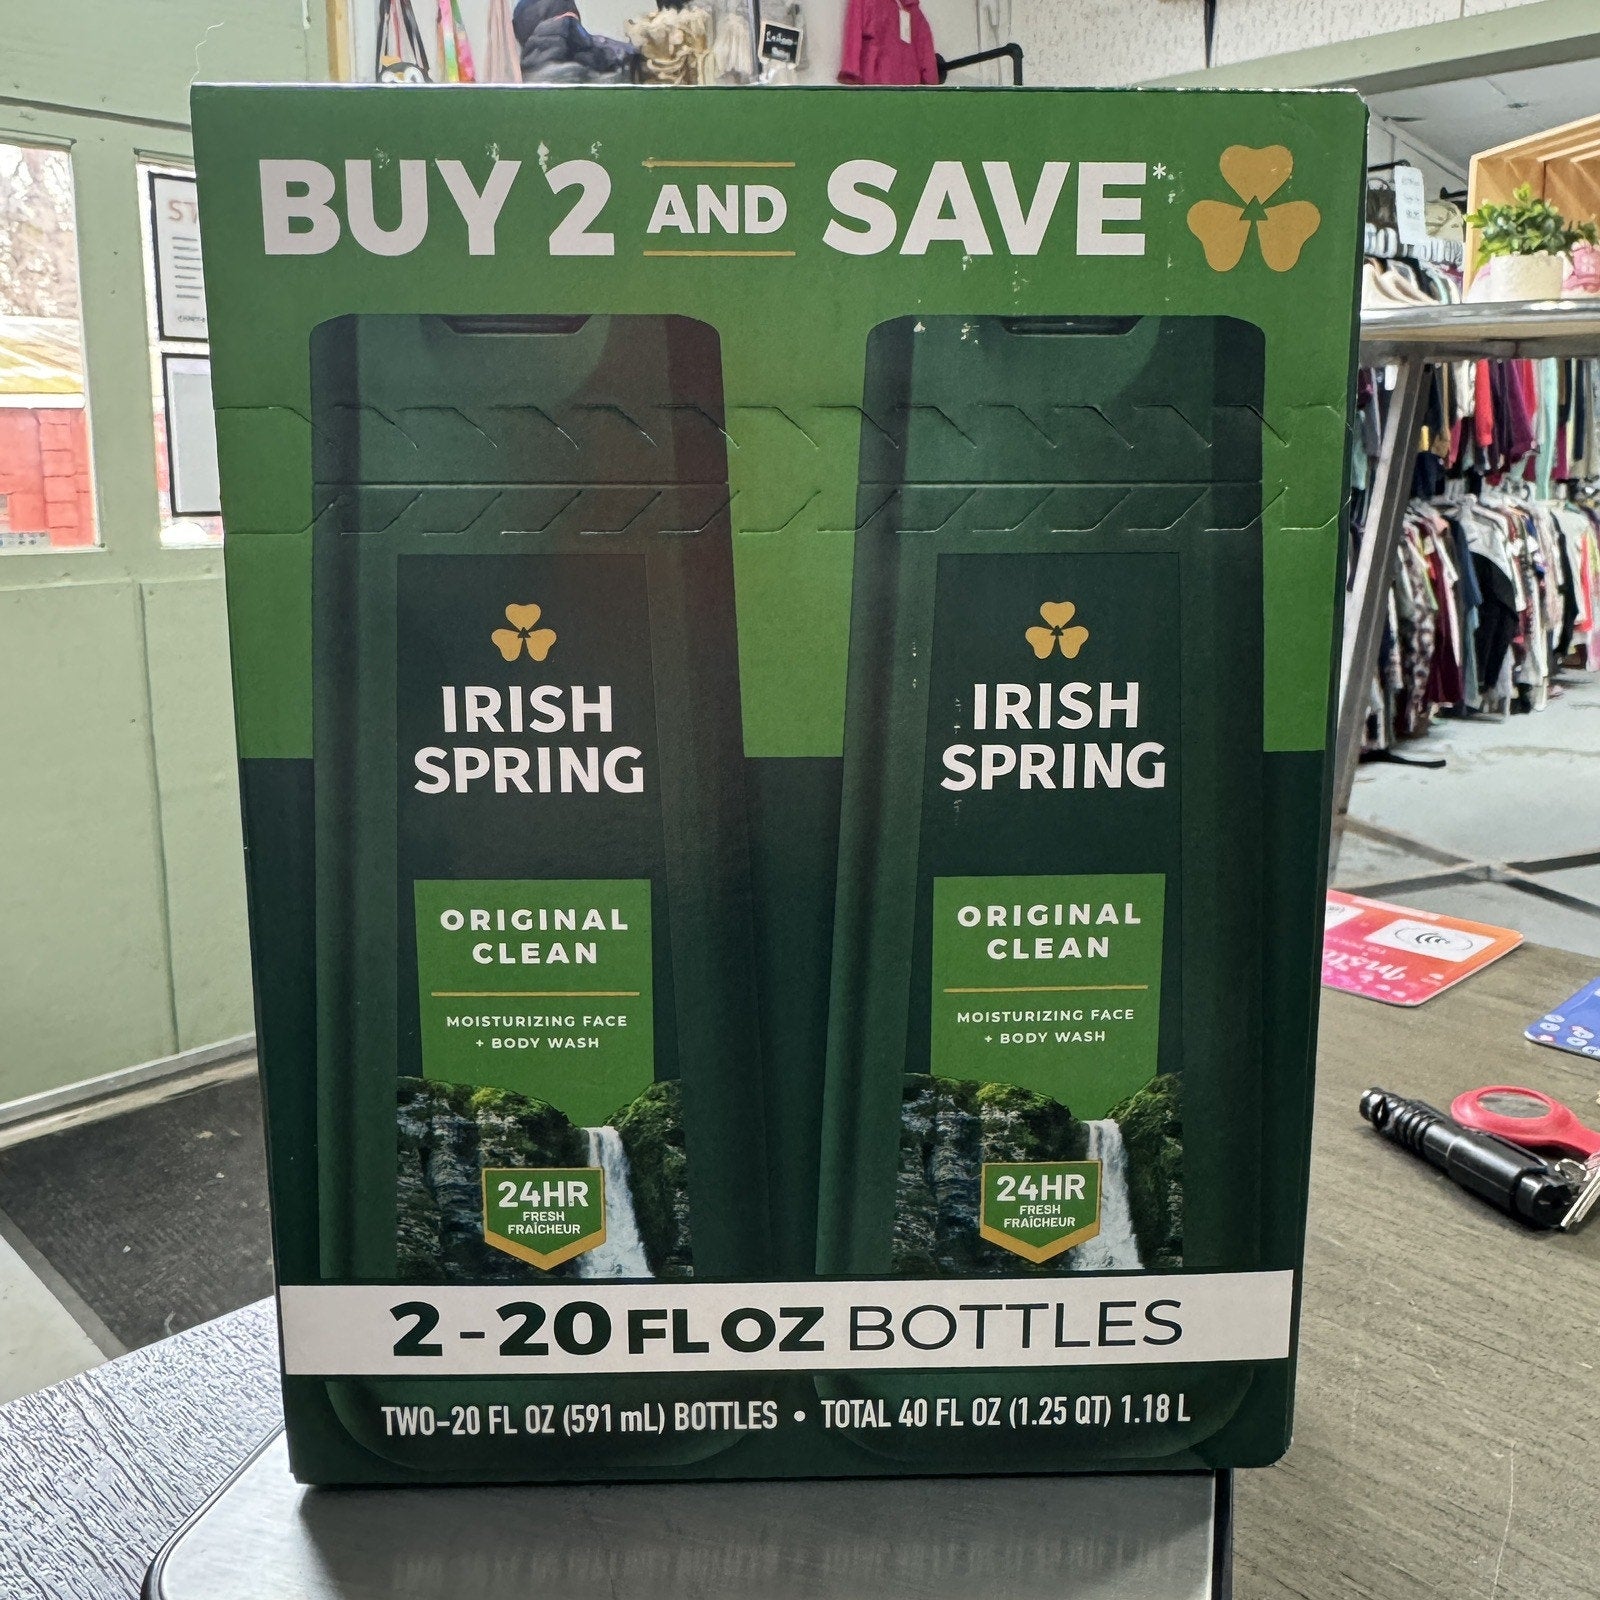 BUY 2 AND SAVE*
IRISH
SPRING
ORIGINAL
CLEAN
MOISTURIZING FACE
+ BODY WASH
24HR
FRESH
FRAÎCHEUR
IRISH
SPRING
ORIGINAL
CLEAN
MOISTURIZING FACE
+ BODY WASH
24HR
FRESH
FRAÎCHEUR
2-20 FL OZ BOTTLES
TWO-20 FL OZ (591 mL) BOTTLES • TOTAL 40 FL OZ (1.25 QT) 1.18 L